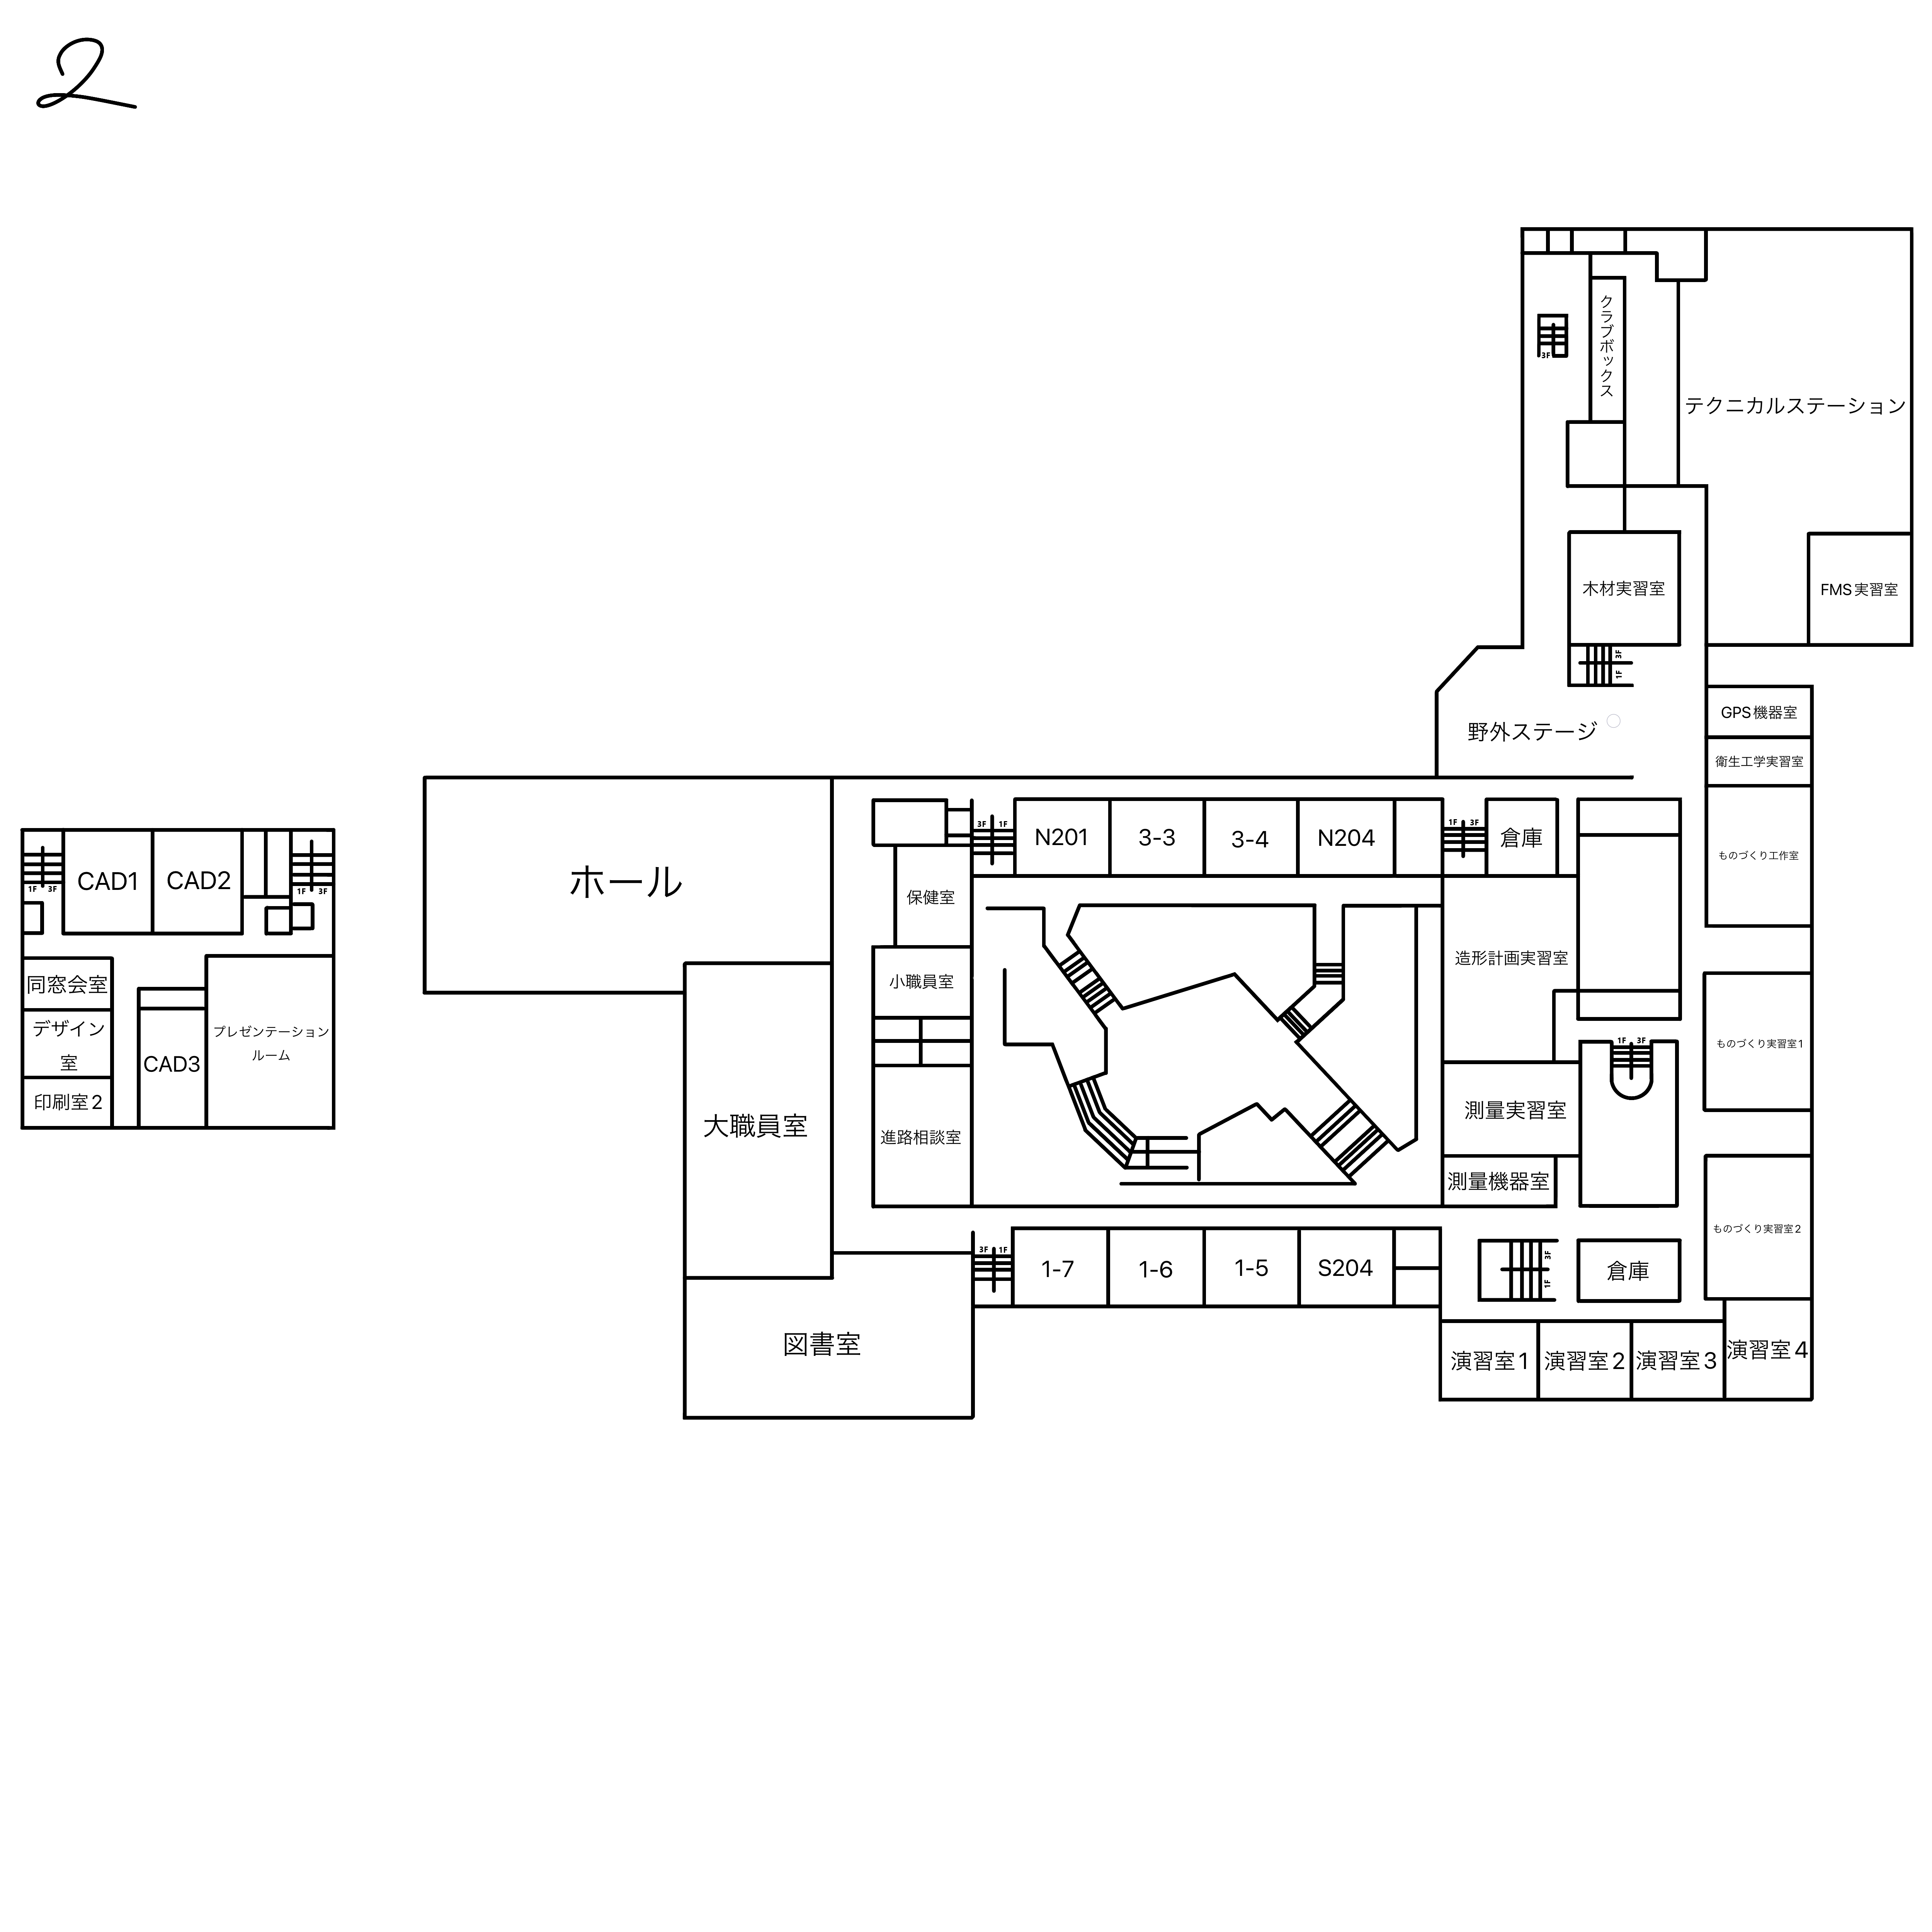 2
クラブボックス
3F
テクニカルステーション
木材実習室
FMS実習室
3F
1F
GPS機器室
野外ステージ
衛生工学実習室
3F 1F
N201
3-3
3-4
N204
1F 3F
倉庫
ものづくり工作室
ホール
保健室
CAD1
CAD2
1F 3F
1F 3F
造形計画実習室
小職員室
同窓会室
デザイン
室
プレゼンテーション
ルーム
CAD3
印刷室2
1F 3F
ものづくり実習室1
大職員室
進路相談室
測量実習室
測量機器室
ものづくり実習室2
3F 1F
1-7
1-6
1-5
S204
3F
1F
倉庫
図書室
演習室1
演習室2
演習室3
演習室4